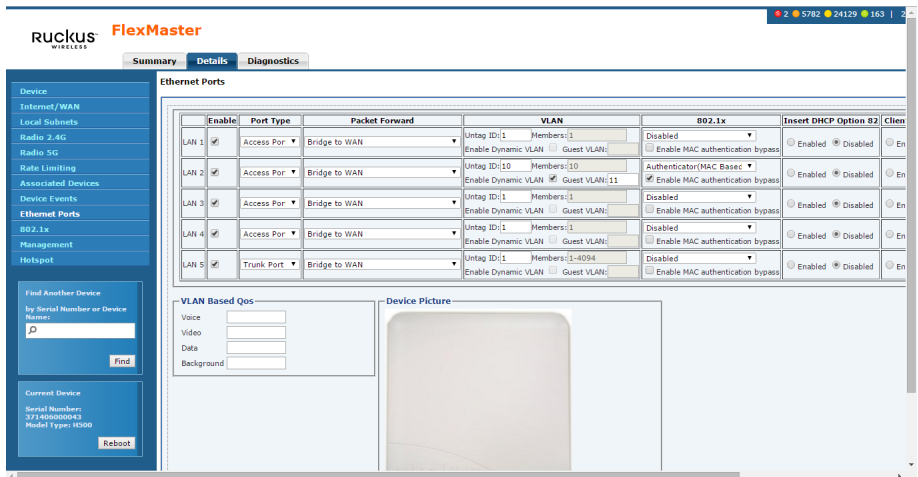 2 5782 24129 163 | 2
Ruckus WIRELESS FlexMaster
Summary Details Diagnostics
Ethernet Ports
Device
Internet/WAN
Local Subnets
Radio 2.4G
Radio 5G
Rate Limiting
Associated Devices
Device Events
Ethernet Ports
802.1x
Management
Hotspot
Find Another Device
by Serial Number or Device
Name:
Find
Current Device
Serial Number:
371406000043
Model Type: H500
Reboot
Enable Port Type Packet Forward VLAN 802.1x Insert DHCP Option 82 Clien
LAN 1 Access Por Bridge to WAN Untag ID: 1 Members: 1 Disabled Enabled Disabled En
Enable Dynamic VLAN Guest VLAN: Enable MAC authentication bypass
LAN 2 Access Por Bridge to WAN Untag ID: 10 Members: 10 Authenticator(MAC Basec Enabled Disabled En
Enable Dynamic VLAN Guest VLAN: 11 Enable MAC authentication bypass
LAN 3 Access Por Bridge to WAN Untag ID: 1 Members: 1 Disabled Enabled Disabled En
Enable Dynamic VLAN Guest VLAN: Enable MAC authentication bypass
LAN 4 Access Por Bridge to WAN Untag ID: 1 Members: 1 Disabled Enabled Disabled En
Enable Dynamic VLAN Guest VLAN: Enable MAC authentication bypass
LAN 5 Trunk Port Bridge to WAN Untag ID: 1 Members: 1-4094 Disabled Enabled Disabled En
Enable Dynamic VLAN Guest VLAN: Enable MAC authentication bypass
VLAN Based Qos
Voice
Video
Data
Background
Device Picture